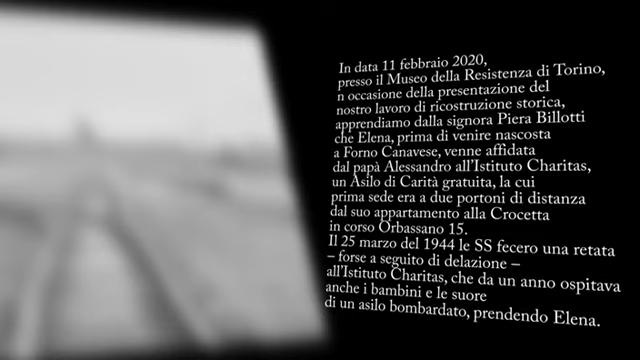 In data 11 febbraio 2020,
presso il Museo della Resistenza di Torino,
n occasione della presentazione del
nostro lavoro di ricostruzione storica,
apprendiamo dalla signora Piera Billotti
che Elena, prima di venire nascosta
a Forno Canavese, venne affidata
dal papà Alessandro all'Istituto Charitas,
un Asilo di Carità gratuita, la cui
prima sede era a due portoni di distanza
dal suo appartamento alla Crocetta
in corso Orbassano 15.
Il 25 marzo del 1944 le SS fecero una retata
– forse a seguito di delazione –
all'Istituto Charitas, che da un anno ospitava
anche i bambini e le suore
di un asilo bombardato, prendendo Elena.